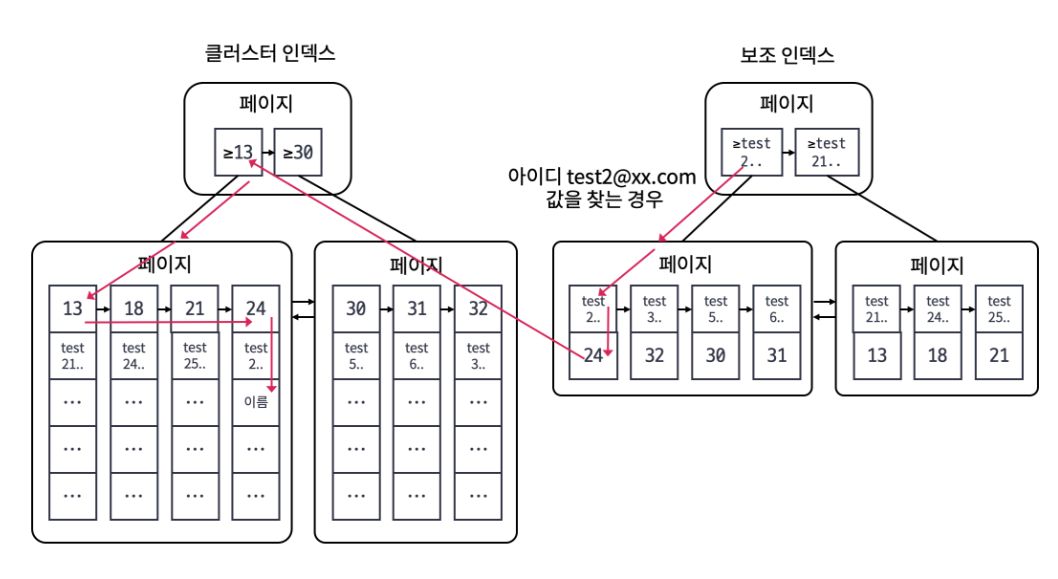 클러스터 인덱스
페이지
≥13 ≥30
페이지
13 18 21 24
test test test test
21.. 24.. 25.. 2..
... ... ... 이름
... ... ... ...
... ... ... ...
페이지
30 31 32
test test test
5.. 6.. 3..
... ... ...
... ... ...
... ... ...
보조 인덱스
페이지
≥test ≥test
2.. 21..
아이디 test2@xx.com
값을 찾는 경우
페이지
test test test test
2.. 3.. 5.. 6..
24 32 30 31
페이지
test test test
21.. 24.. 25..
13 18 21